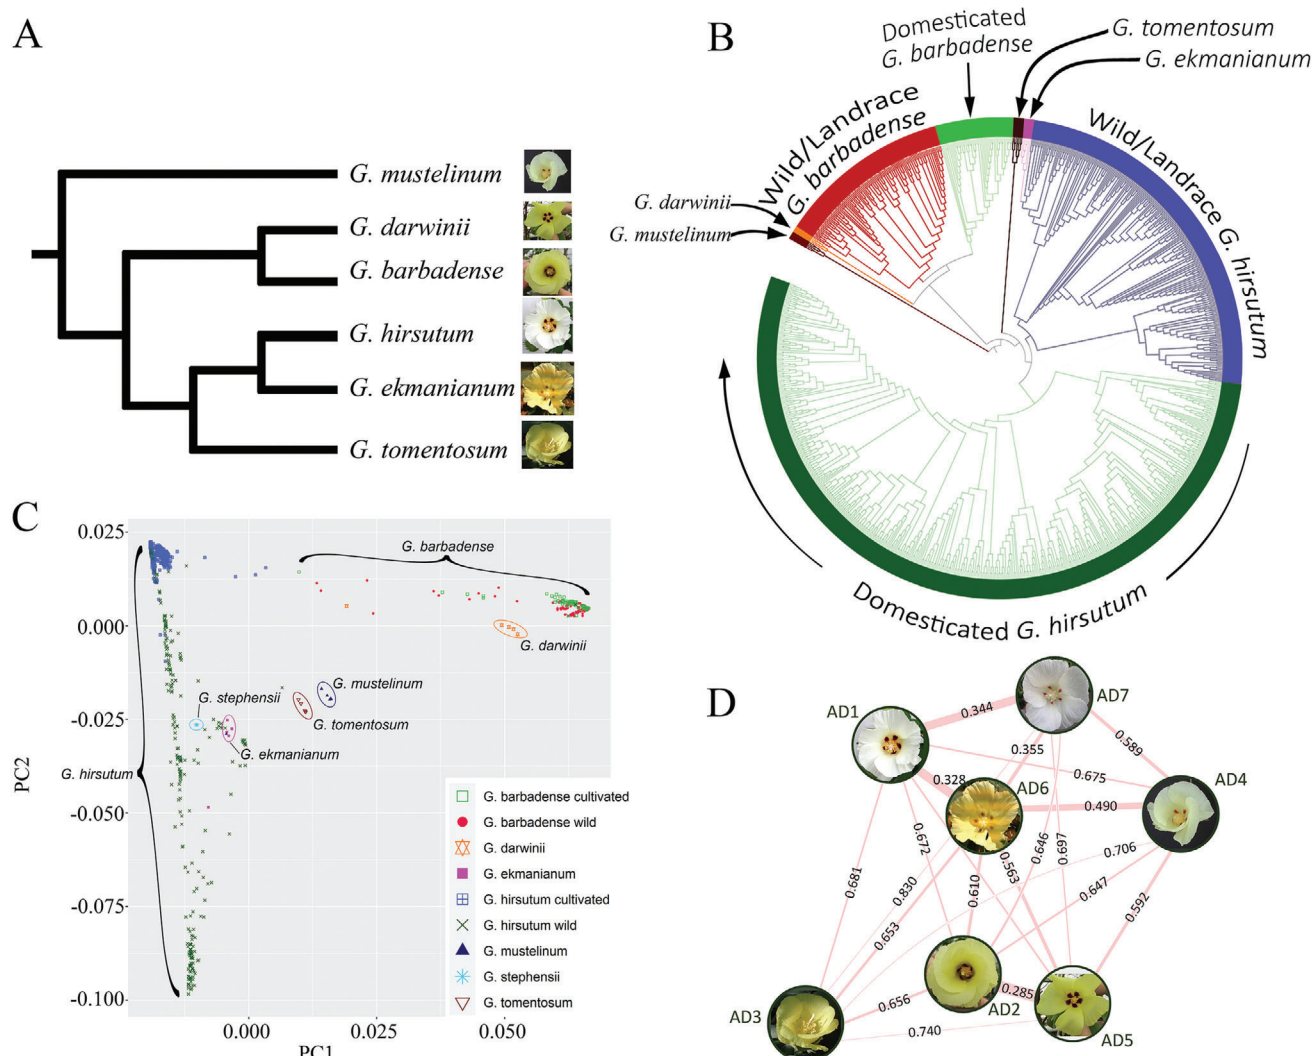 A
G. mustelinum
G. darwinii
G. barbadense
G. hirsutum
G. ekmanianum
G. tomentosum
B
Domesticated
G. barbadense
G. tomentosum
G. ekmanianum
Wild/Landrace
G. barbadense
Wild/Landrace G. hirsutum
G. darwinii
G. mustelinum
Domesticated G. hirsutum
C
PC2
0.025
0.000
-0.025
-0.050
-0.075
-0.100
0.000
0.025
0.050
PC1
G. barbadense
G. darwinii
G. mustelinum
G. stephensii
G. tomentosum
G. ekmanianum
G. hirsutum
G. barbadense cultivated
G. barbadense wild
G. darwinii
G. ekmanianum
G. hirsutum cultivated
G. hirsutum wild
G. mustelinum
G. stephensii
G. tomentosum
D
AD7
AD1
0.344
0.355
0.589
0.675
0.328
AD6
AD4
0.490
0.672
0.646
0.697
0.706
0.681
0.830
0.563
0.610
0.647
0.653
0.592
AD3
0.656
AD2
0.285
AD5
0.740